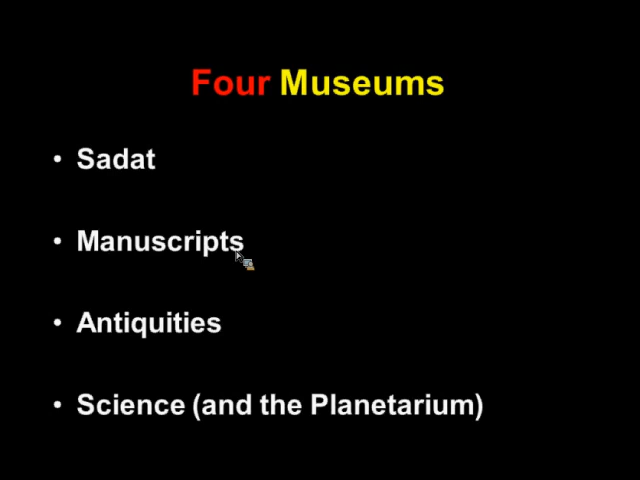 Four Museums
• Sadat
• Manuscripts
• Antiquities
• Science (and the Planetarium)